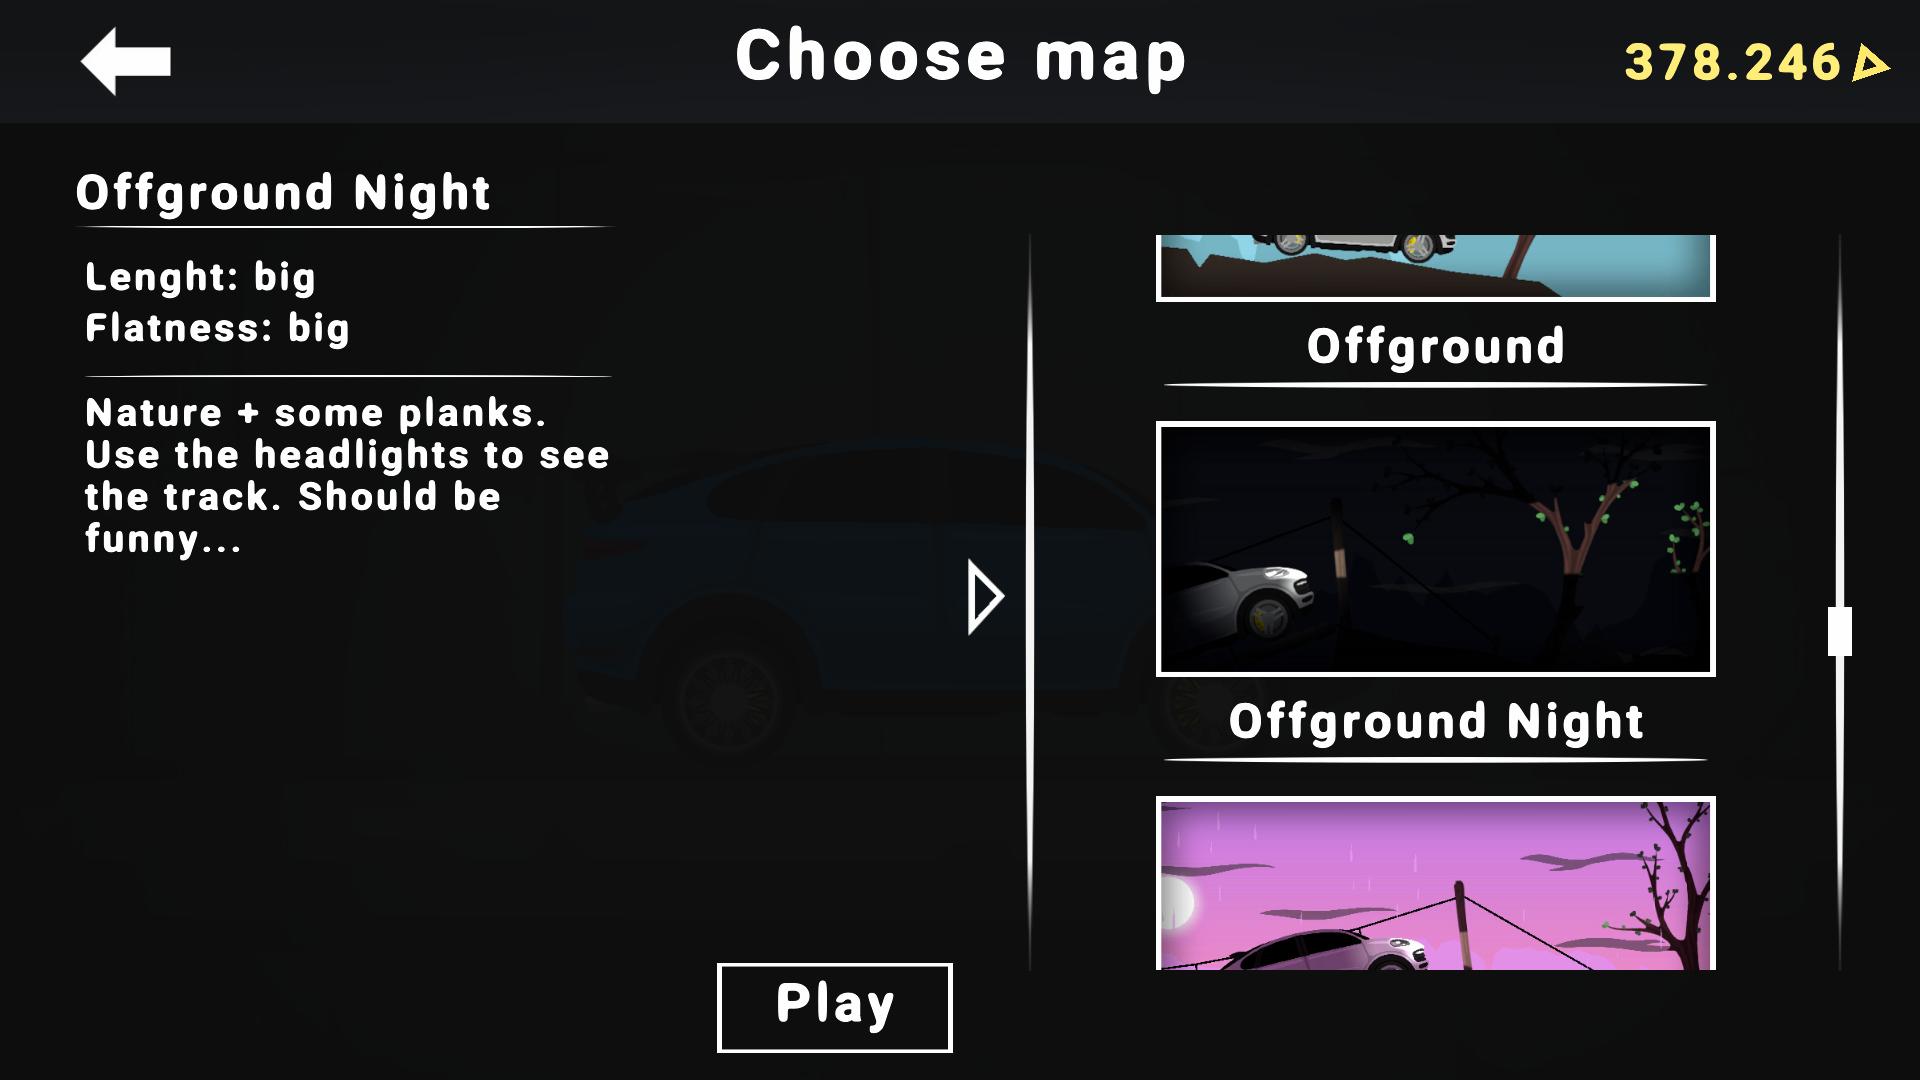 Choose map
378.246
Offground Night
Lenght: big
Flatness: big
Nature + some planks.
Use the headlights to see
the track. Should be
funny...
Play
Offground
Offground Night